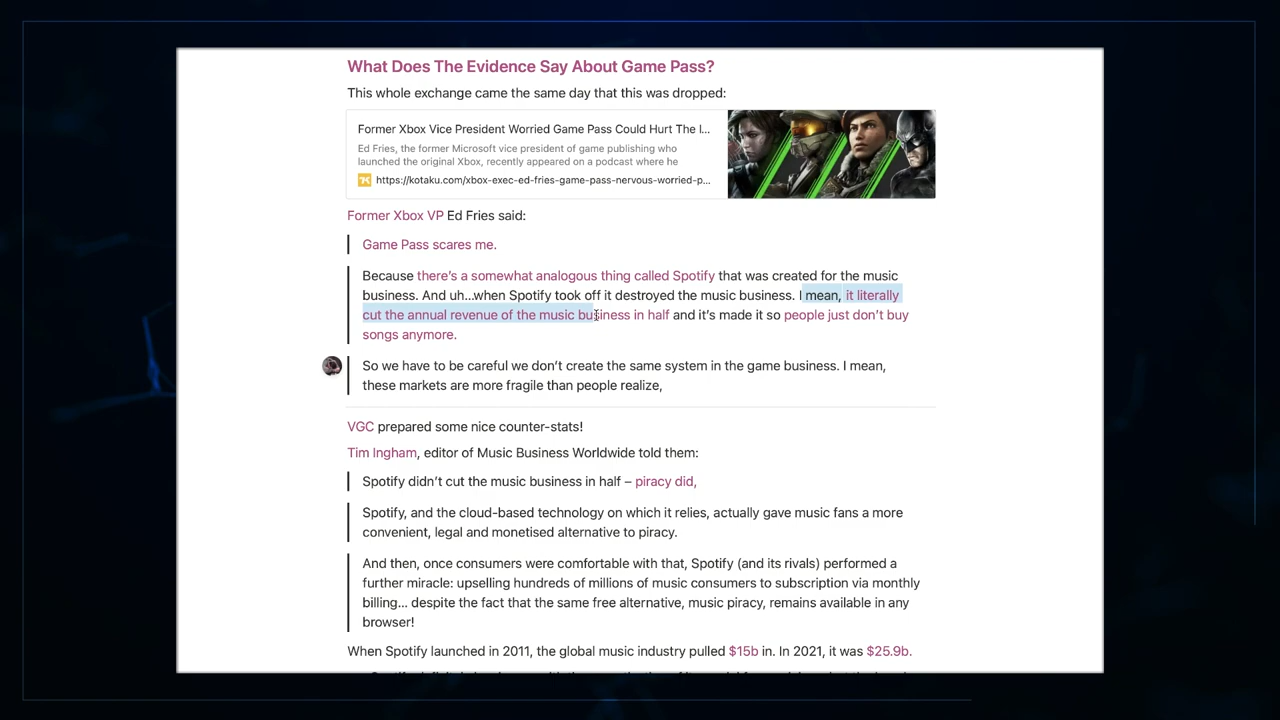 What Does The Evidence Say About Game Pass?
This whole exchange came the same day that this was dropped:
Former Xbox Vice President Worried Game Pass Could Hurt The I...
Ed Fries, the former Microsoft vice president of game publishing who
launched the original Xbox, recently appeared on a podcast where he
https://kotaku.com/xbox-exec-ed-fries-game-pass-nervous-worried-p...
Former Xbox VP Ed Fries said:
Game Pass scares me.
Because there's a somewhat analogous thing called Spotify that was created for the music
business. And uh...when Spotify took off it destroyed the music business. I mean, it literally
cut the annual revenue of the music business in half and it's made it so people just don't buy
songs anymore.
So we have to be careful we don't create the same system in the game business. I mean,
these markets are more fragile than people realize,
VGC prepared some nice counter-stats!
Tim Ingham, editor of Music Business Worldwide told them:
Spotify didn't cut the music business in half – piracy did,
Spotify, and the cloud-based technology on which it relies, actually gave music fans a more
convenient, legal and monetised alternative to piracy.
And then, once consumers were comfortable with that, Spotify (and its rivals) performed a
further miracle: upselling hundreds of millions of music consumers to subscription via monthly
billing... despite the fact that the same free alternative, music piracy, remains available in any
browser!
When Spotify launched in 2011, the global music industry pulled $15b in. In 2021, it was $25.9b.